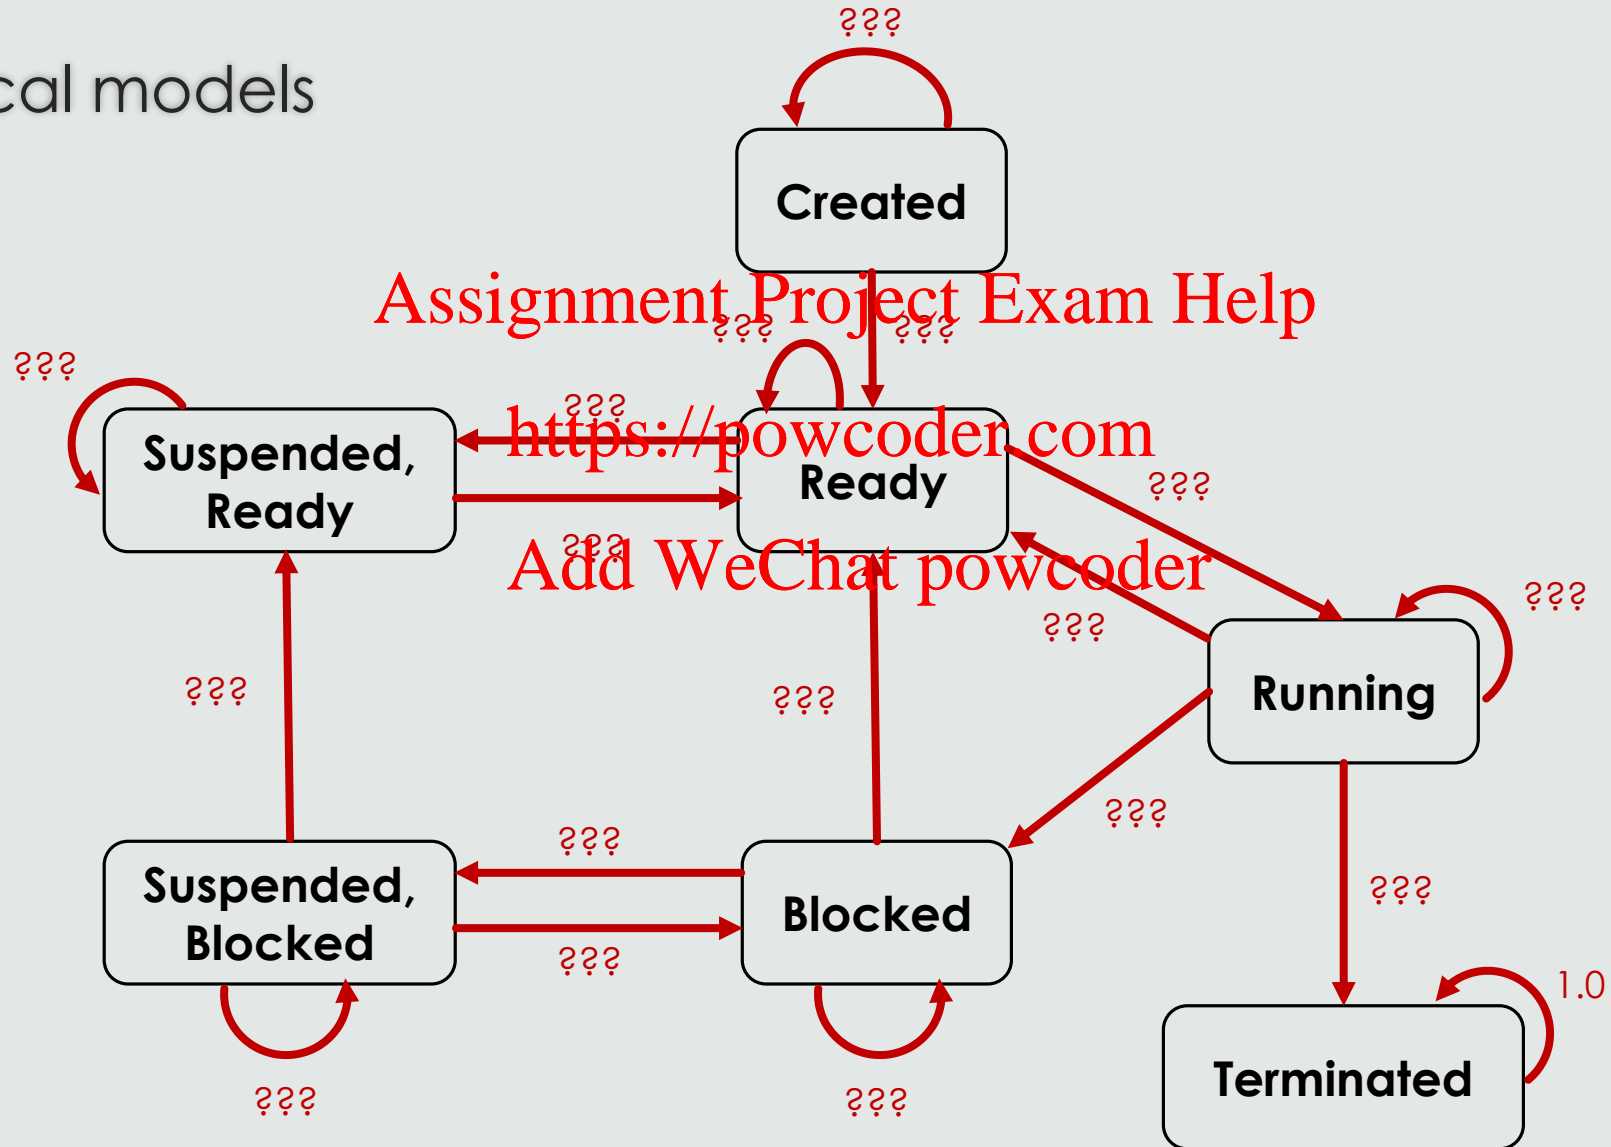 ???
cal models
Created
Assignment Project Exam Help
???
???
???
???
https://powcoder.com
Suspended,
Ready
Ready
???
???
Add WeChat powcoder
???
???
Running
???
???
???
???
Suspended,
Blocked
Blocked
???
???
1.0
Terminated
???
???